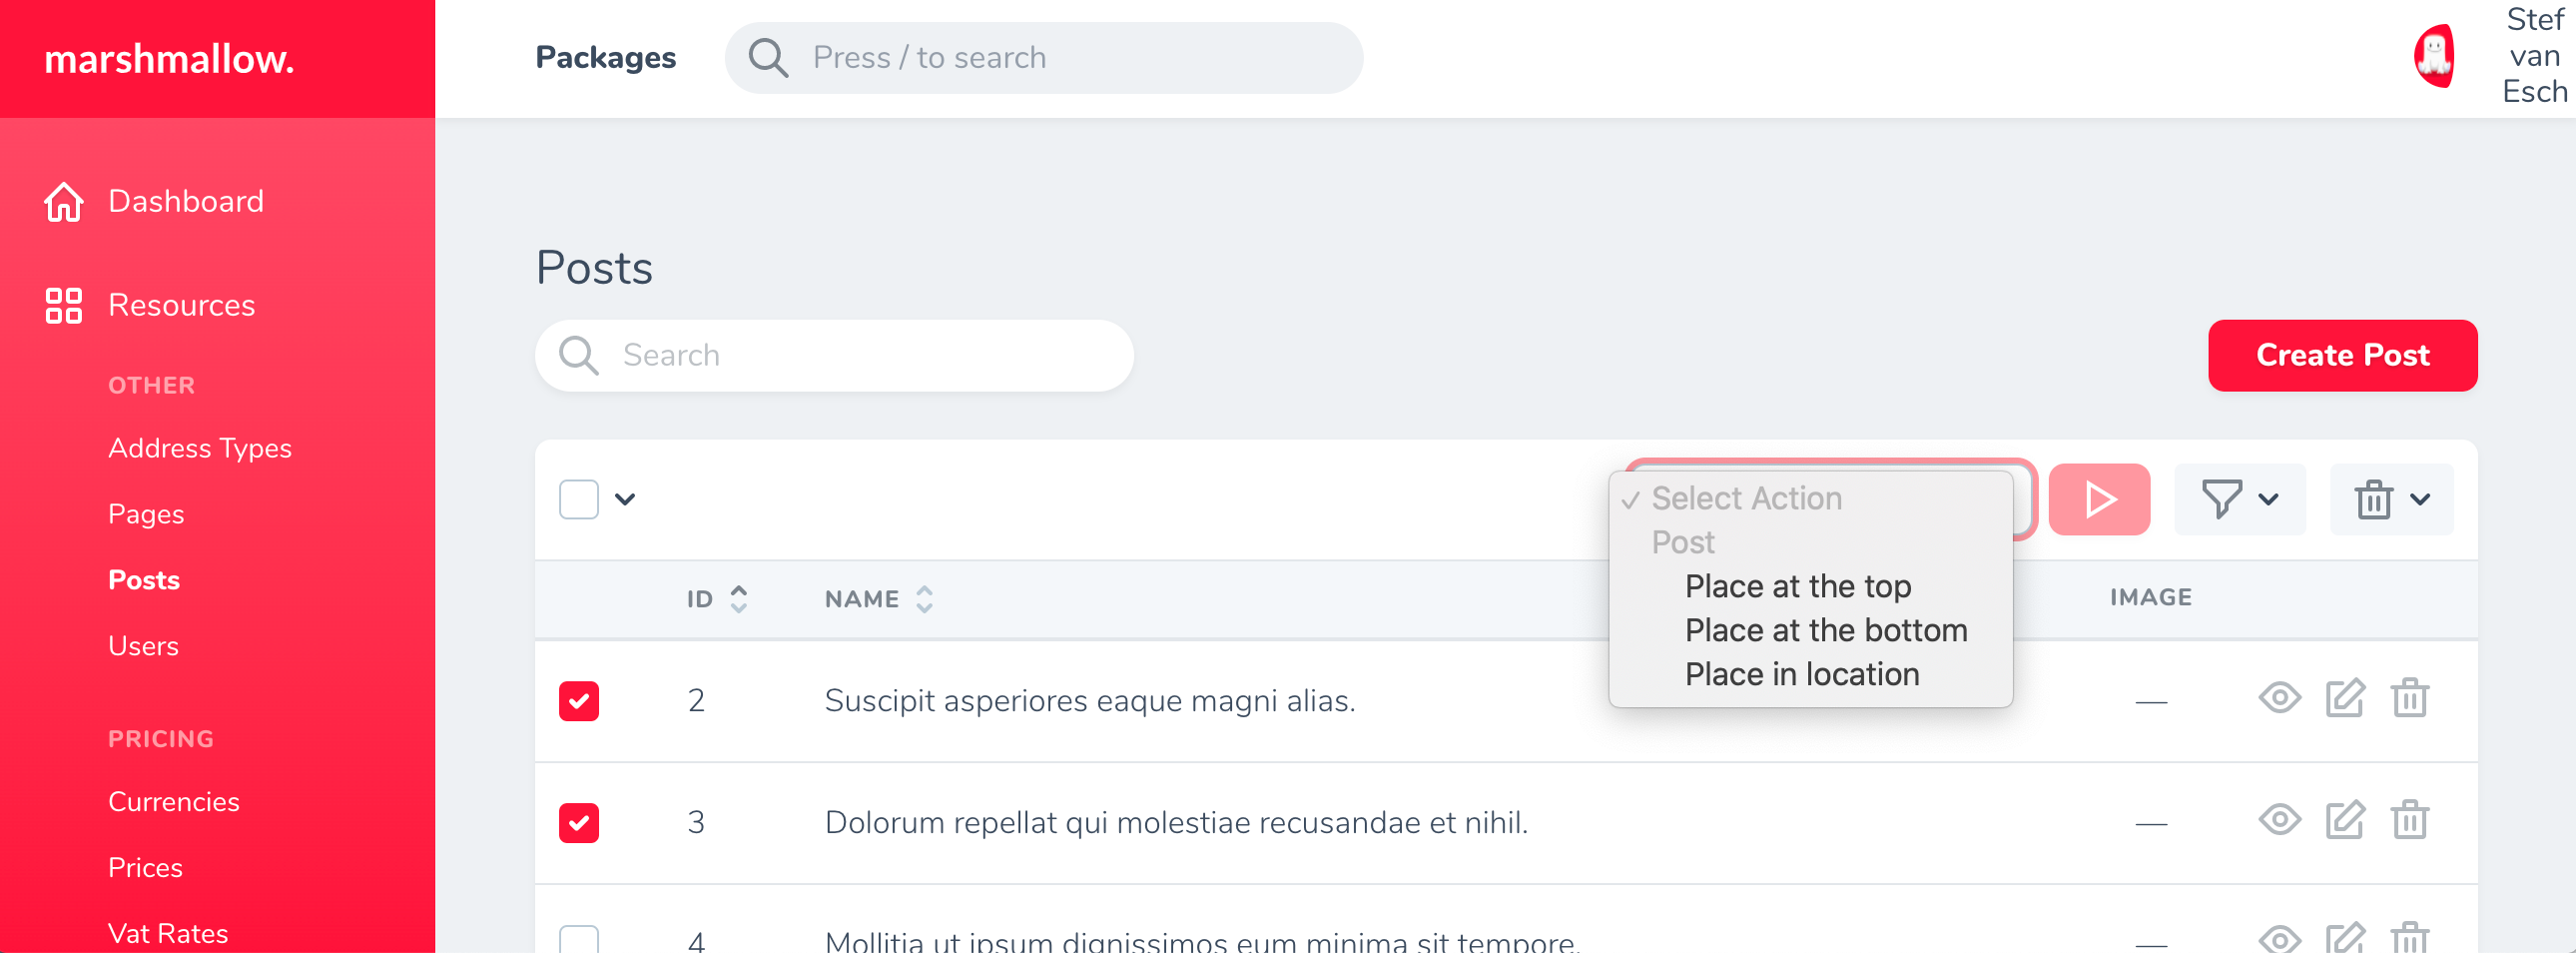 marshmallow.
Packages
Press / to search
Stef
van
Esch
Dashboard
Resources
OTHER
Address Types
Pages
Posts
Users
PRICING
Currencies
Prices
Vat Rates
Posts
Search
Create Post
✓ Select Action
Post
Place at the top
Place at the bottom
Place in location
ID NAME IMAGE
2 Suscipit asperiores eaque magni alias. —
3 Dolorum repellat qui molestiae recusandae et nihil. —
4 Mollitia ut ipsum dignissimos eum minima sit tempore. —